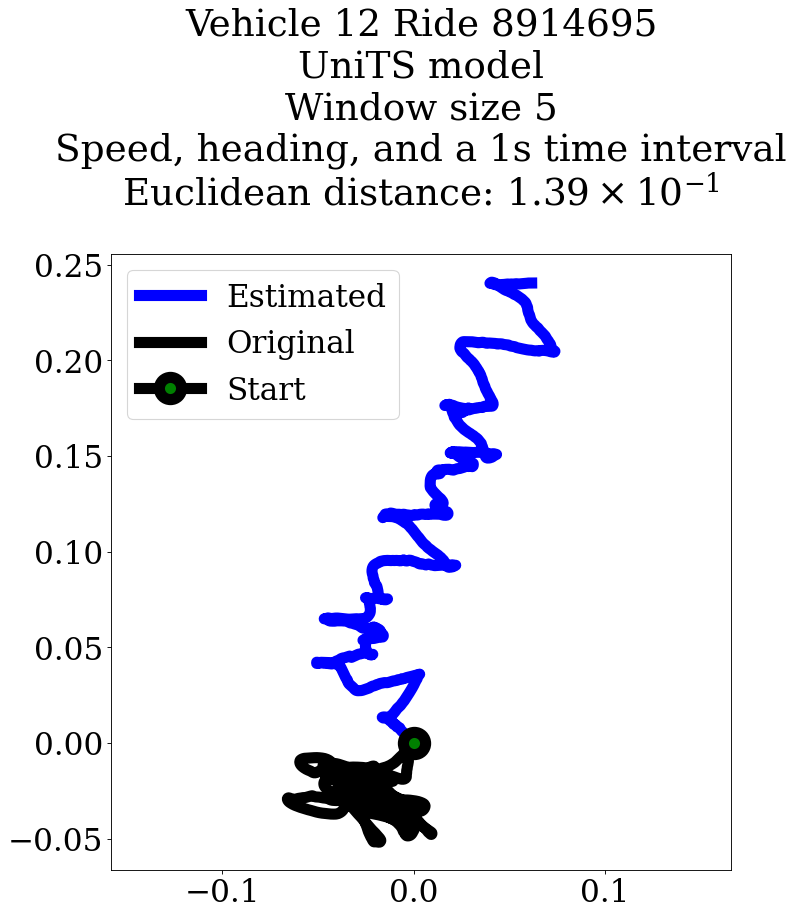 Vehicle 12 Ride 8914695
UniTS model
Window size 5
Speed, heading, and a 1s time interval
Euclidean distance: 1.39 × 10⁻¹
0.25
0.20
0.15
0.10
0.05
0.00
−0.05
Estimated
Original
Start
−0.1
0.0
0.1